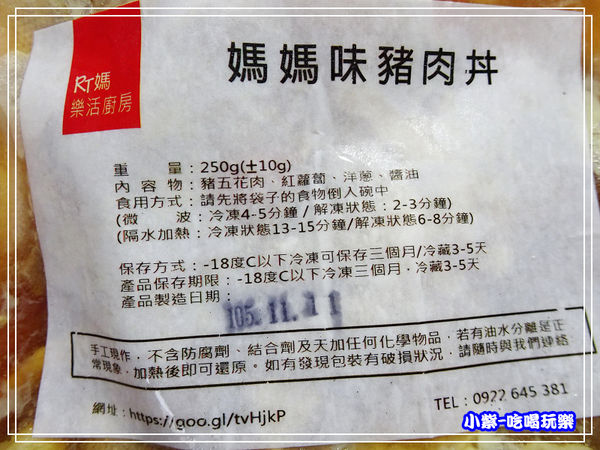 RT媽
樂活廚房
媽媽味豬肉丼
重 量：250g(±10g)
內 容 物：豬五花肉、紅蘿蔔、洋蔥、醬油
食用方式：請先將袋子的食物倒入碗中
(微 波：冷凍4-5分鐘 / 解凍狀態：2-3分鐘)
(隔水加熱：冷凍狀態13-15分鐘/解凍狀態6-8分鐘)
保存方式：-18度C以下冷凍可保存三個月/冷藏3-5天
產品保存期限：-18度C以下冷凍三個月，冷藏3-5天
產品製造日期：
105.11.11
手工現作，不含防腐劑、結合劑及天加任何化學物品，若有油水分離是正
常現象，加熱後即可還原。如有發現包裝有破損狀況，請隨時與我們連絡
網址：https://goo.gl/tvHjkP
TEL：0922 645 381
小紫-吃喝玩樂